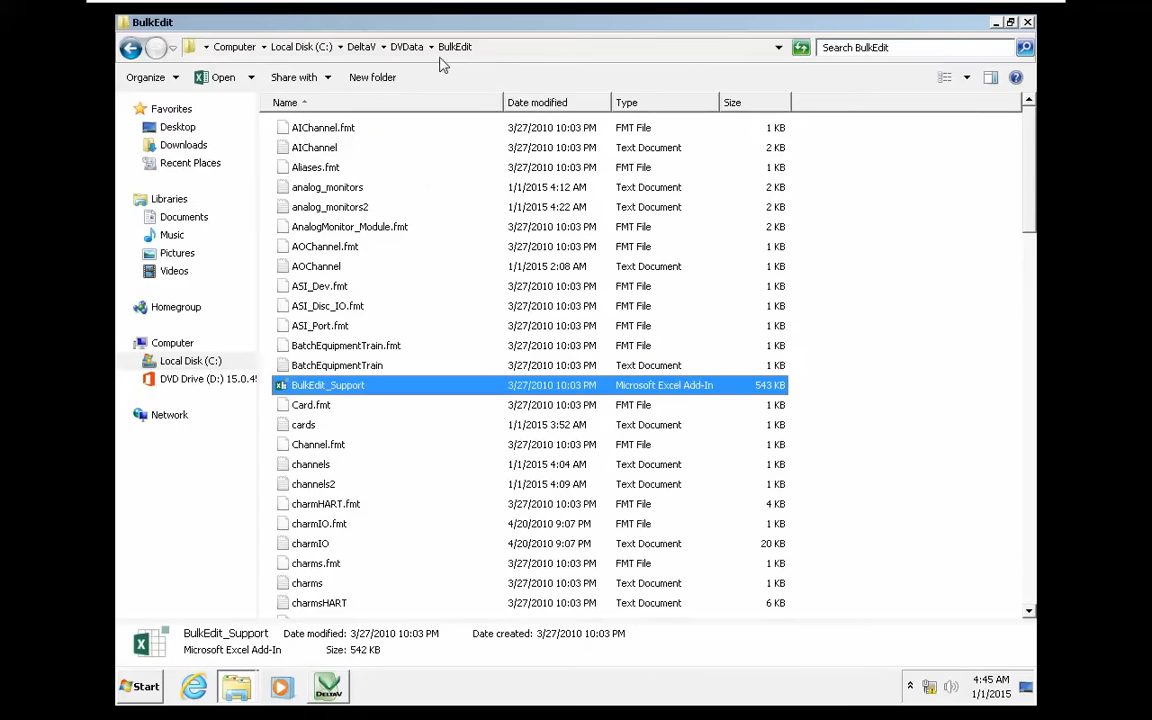 BulkEdit
Computer Local Disk (C:) DeltaV DVData BulkEdit
Search BulkEdit
Organize Open Share with New folder
Name Date modified Type Size
Favorites
Desktop
Downloads
Recent Places
Libraries
Documents
Music
Pictures
Videos
Homegroup
Computer
Local Disk (C:)
DVD Drive (D:) 15.0.45
Network
AIChannel.fmt 3/27/2010 10:03 PM FMT File 1 KB
AIChannel 3/27/2010 10:03 PM Text Document 2 KB
Aliases.fmt 3/27/2010 10:03 PM FMT File 1 KB
analog_monitors 1/1/2015 4:12 AM Text Document 2 KB
analog_monitors2 1/1/2015 4:22 AM Text Document 2 KB
AnalogMonitor_Module.fmt 3/27/2010 10:03 PM FMT File 1 KB
AOChannel.fmt 3/27/2010 10:03 PM FMT File 1 KB
AOChannel 1/1/2015 2:08 AM Text Document 1 KB
ASI_Dev.fmt 3/27/2010 10:03 PM FMT File 1 KB
ASI_Disc_IO.fmt 3/27/2010 10:03 PM FMT File 1 KB
ASI_Port.fmt 3/27/2010 10:03 PM FMT File 1 KB
BatchEquipmentTrain.fmt 3/27/2010 10:03 PM FMT File 1 KB
BatchEquipmentTrain 3/27/2010 10:03 PM Text Document 1 KB
BulkEdit_Support 3/27/2010 10:03 PM Microsoft Excel Add-In 543 KB
Card.fmt 3/27/2010 10:03 PM FMT File 1 KB
cards 1/1/2015 3:52 AM Text Document 1 KB
Channel.fmt 3/27/2010 10:03 PM FMT File 1 KB
channels 1/1/2015 4:04 AM Text Document 1 KB
channels2 1/1/2015 4:09 AM Text Document 1 KB
charmHART.fmt 3/27/2010 10:03 PM FMT File 4 KB
charmIO.fmt 4/20/2010 9:07 PM FMT File 1 KB
charmIO 4/20/2010 9:07 PM Text Document 20 KB
charms.fmt 3/27/2010 10:03 PM FMT File 1 KB
charms 3/27/2010 10:03 PM Text Document 1 KB
charmsHART 3/27/2010 10:03 PM Text Document 6 KB
BulkEdit_Support Date modified: 3/27/2010 10:03 PM Date created: 3/27/2010 10:03 PM
Microsoft Excel Add-In Size: 542 KB
Start
DELTAV
4:45 AM
1/1/2015